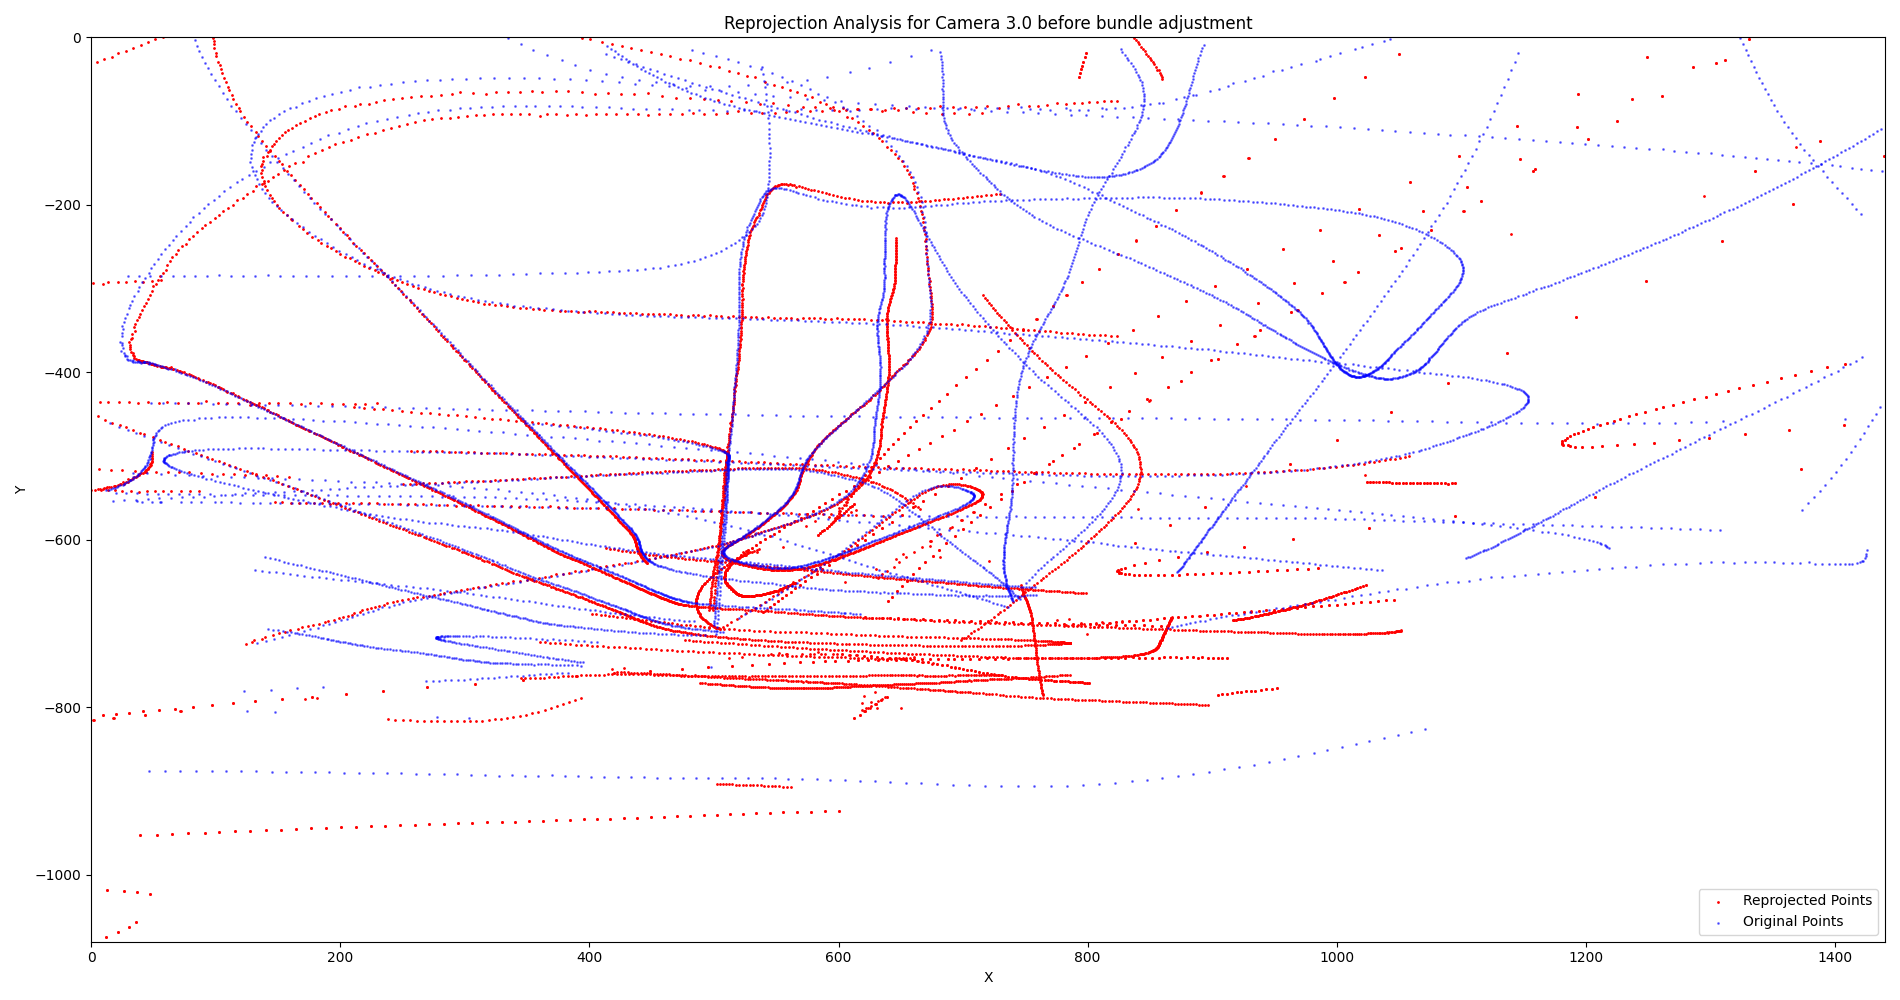 Reprojection Analysis for Camera 3.0 before bundle adjustment
0
−200
−400
−600
−800
−1000
Y
0 200 400 600 800 1000 1200 1400
X
Reprojected Points
Original Points